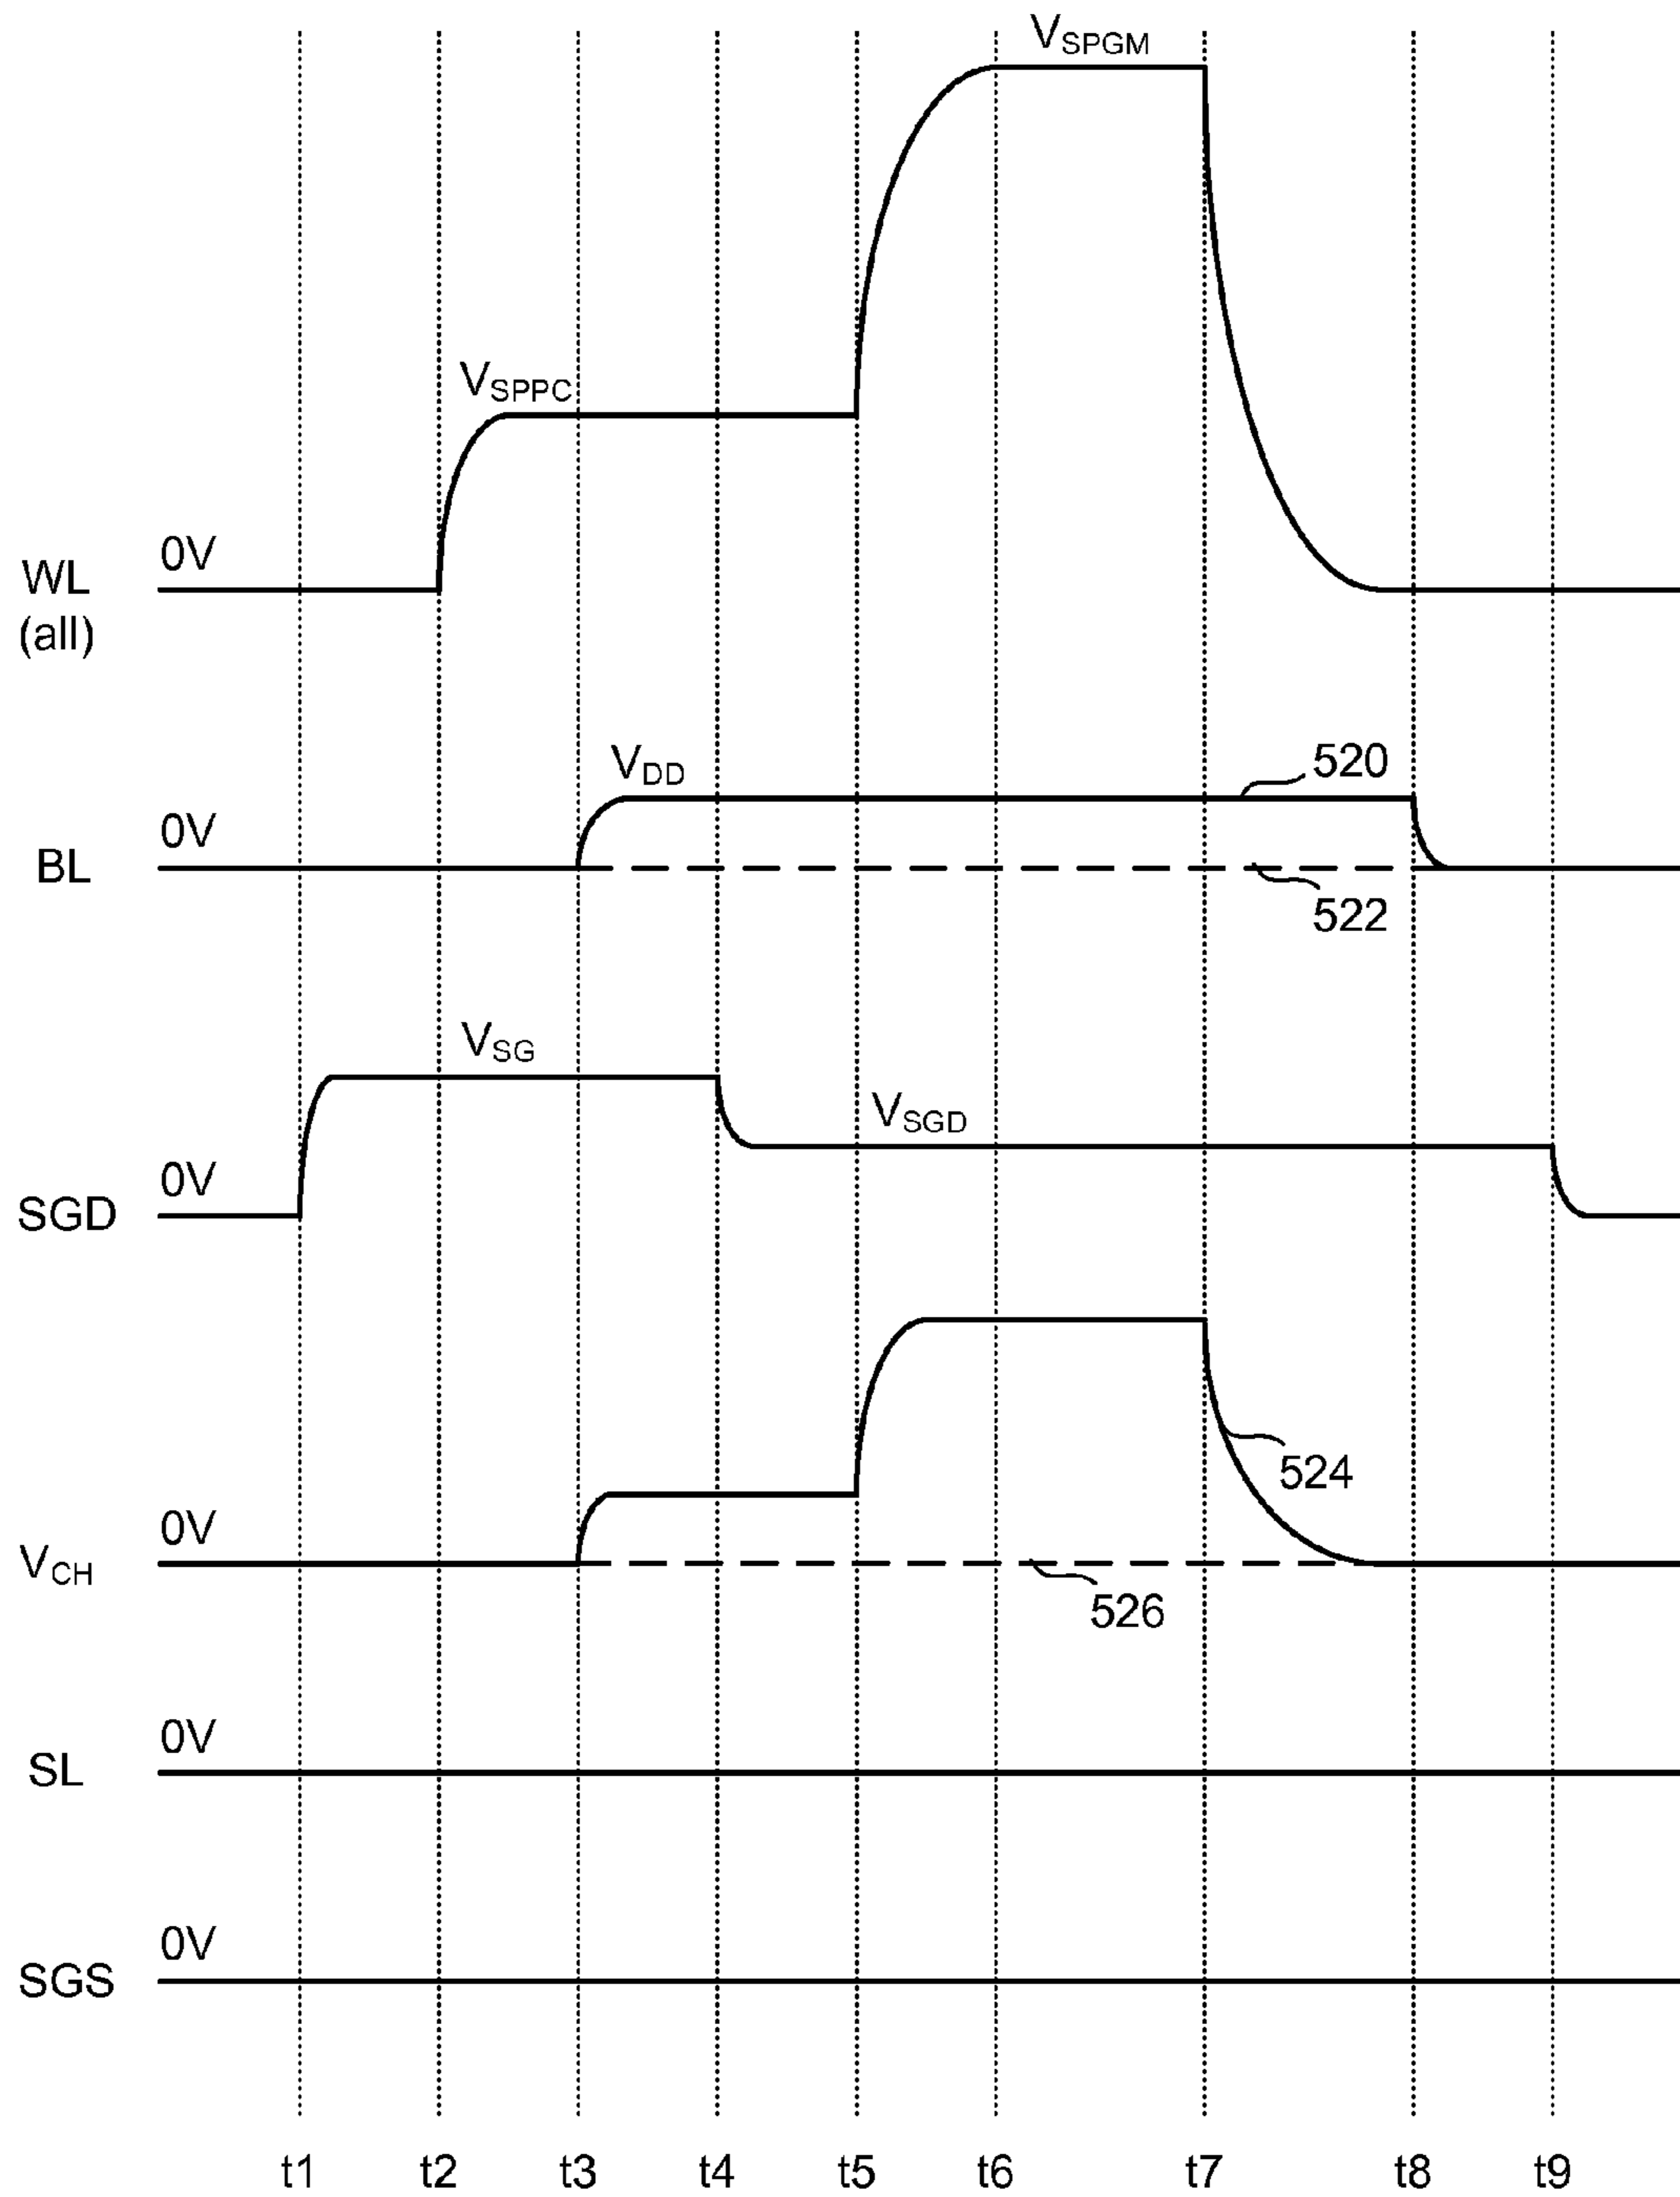 VSPGM
VSPPC
0V
WL
(all)
VDD
520
0V
BL
522
VSG
VSGD
0V
SGD
524
0V
VCH
526
0V
SL
0V
SGS
t1 t2 t3 t4 t5 t6 t7 t8 t9